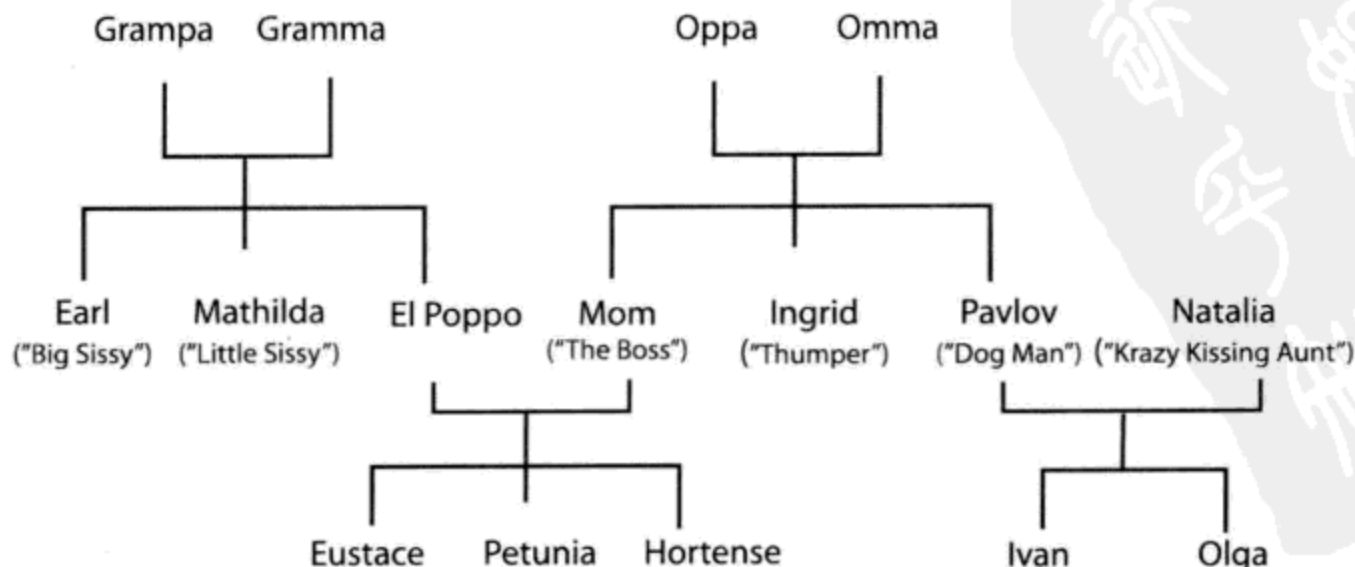 Grampa Gramma Oppa Omma
Earl Mathilda El Poppo Mom Ingrid Pavlov Natalia
("Big Sissy") ("Little Sissy") ("The Boss") ("Thumper") ("Dog Man") ("Krazy Kissing Aunt")
Eustace Petunia Hortense Ivan Olga